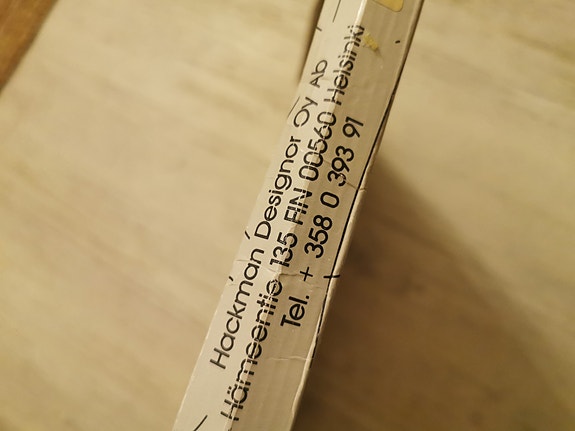 Hackman Designor Oy Ab
Hämeentie 135 FIN 00560 Helsinki
Tel. + 358 0 393 91